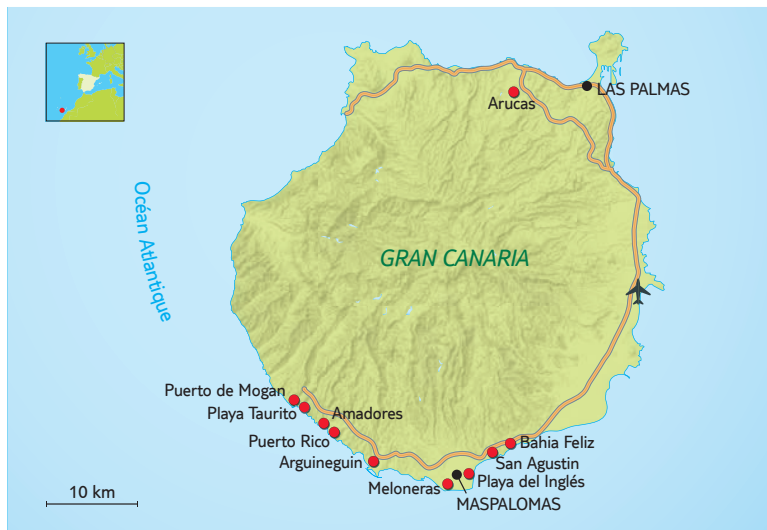 LAS PALMAS
Arucas
Océan Atlantique
GRAN CANARIA
Puerto de Mogan
Playa Taurito
Amadores
Puerto Rico
Arguineguin
Bahia Feliz
San Agustin
Playa del Inglés
Meloneras
MASPALOMAS
10 km